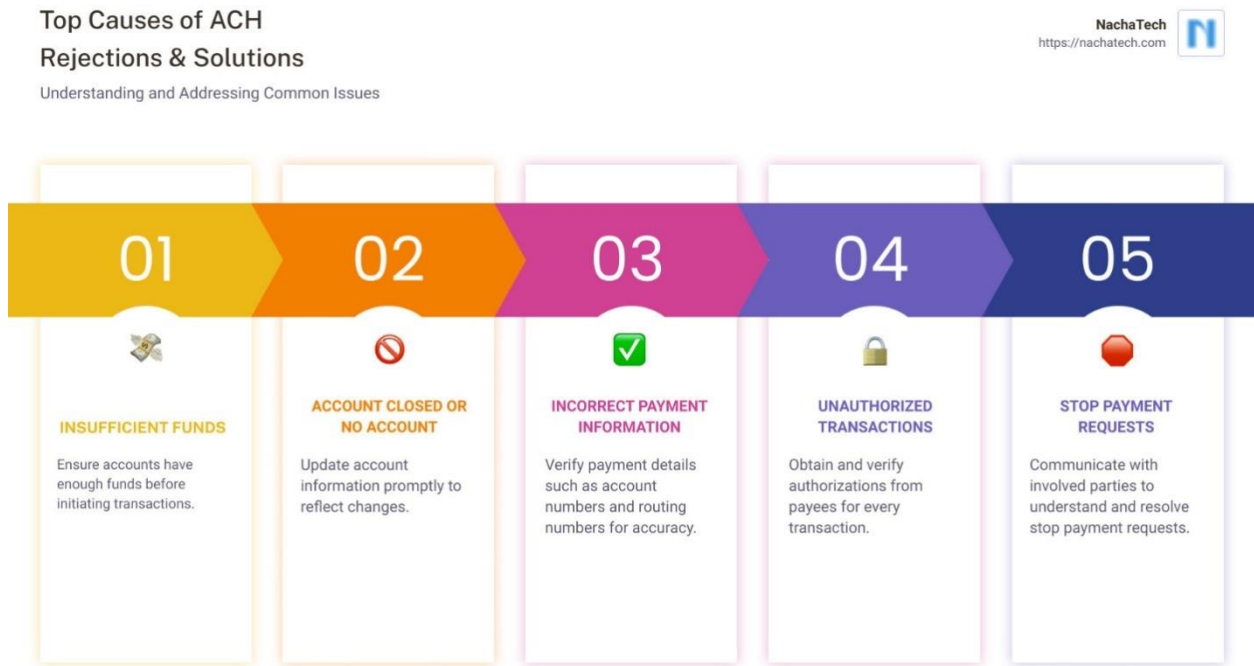 Top Causes of ACH
Rejections & Solutions
Understanding and Addressing Common Issues
NachaTech
https://nachatech.com
N
01
INSUFFICIENT FUNDS
Ensure accounts have
enough funds before
initiating transactions.
02
ACCOUNT CLOSED OR
NO ACCOUNT
Update account
information promptly to
reflect changes.
03
INCORRECT PAYMENT
INFORMATION
Verify payment details
such as account
numbers and routing
numbers for accuracy.
04
UNAUTHORIZED
TRANSACTIONS
Obtain and verify
authorizations from
payees for every
transaction.
05
STOP PAYMENT
REQUESTS
Communicate with
involved parties to
understand and resolve
stop payment requests.